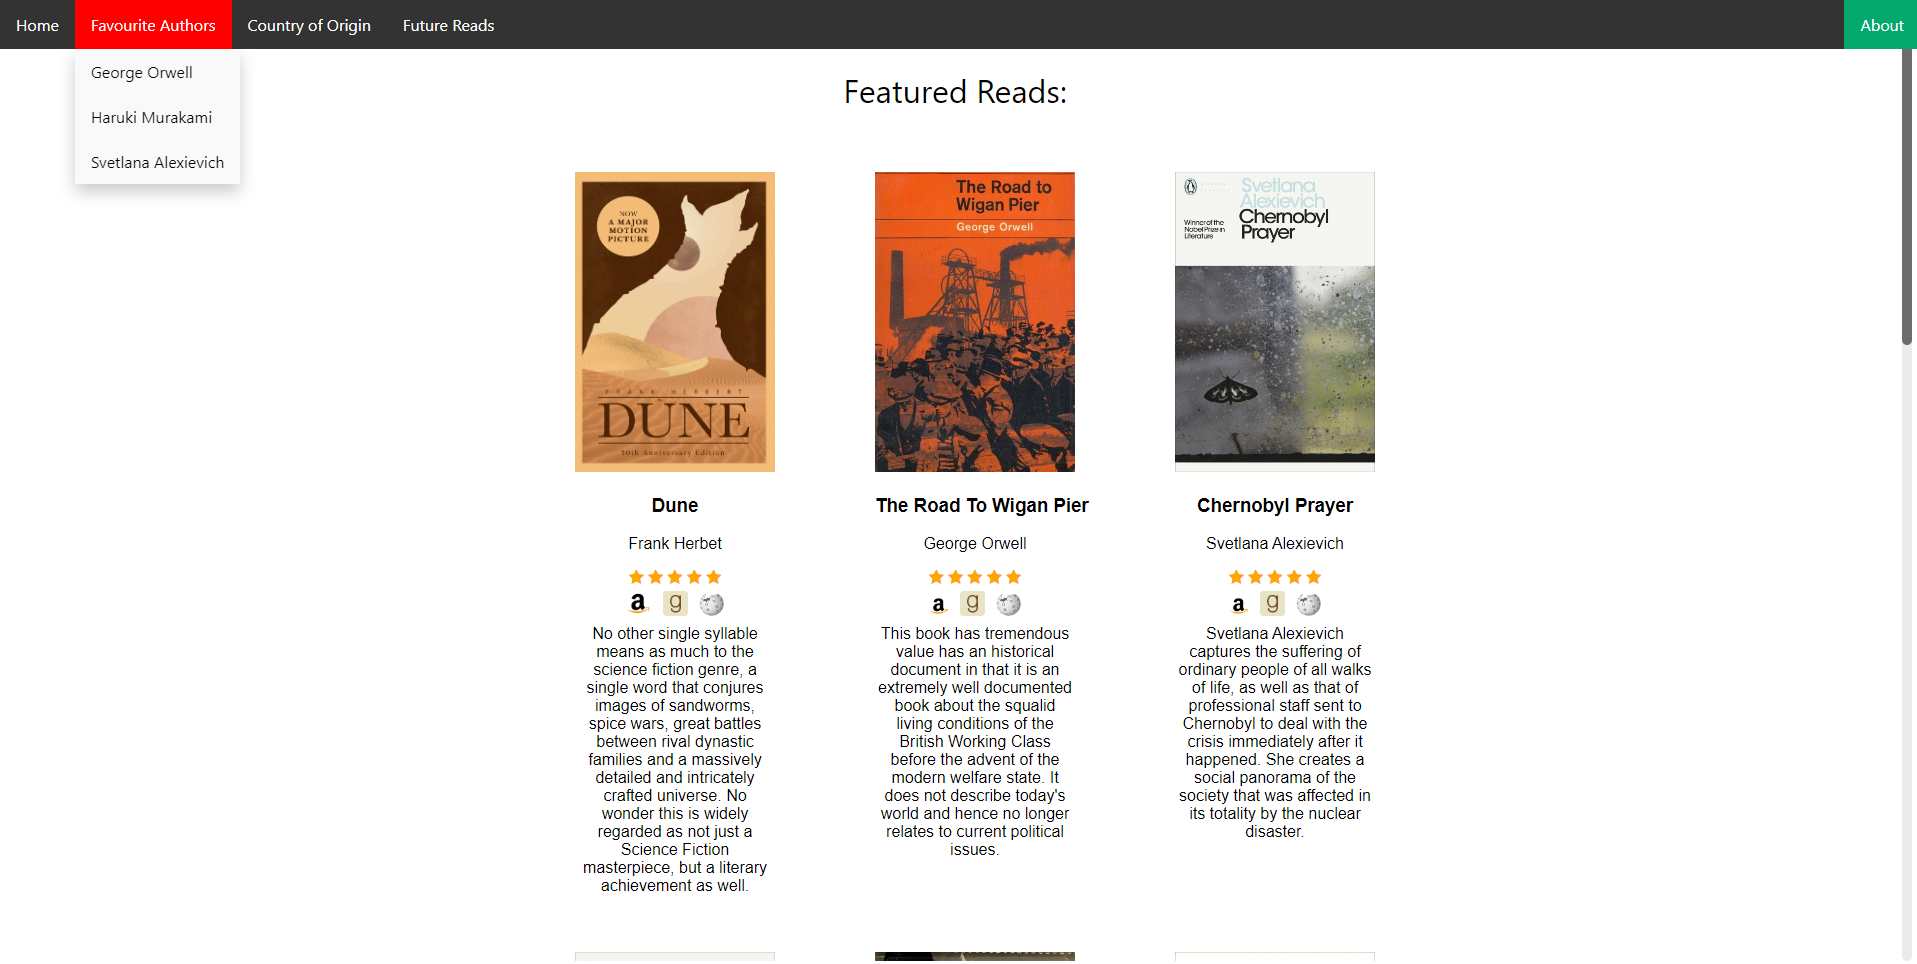 Home
Favourite Authors
Country of Origin
Future Reads
About
George Orwell
Haruki Murakami
Svetlana Alexievich
Featured Reads:
NOW
A MAJOR
MOTION
PICTURE
FRANK HERBERT
DUNE
50th Anniversary Edition
The Road to
Wigan Pier
George Orwell
Svetlana
Alexievich
Chernobyl
Prayer
Winner of the
Nobel Prize in
Literature
Dune
Frank Herbet
a g
No other single syllable
means as much to the
science fiction genre, a
single word that conjures
images of sandworms,
spice wars, great battles
between rival dynastic
families and a massively
detailed and intricately
crafted universe. No
wonder this is widely
regarded as not just a
Science Fiction
masterpiece, but a literary
achievement as well.
The Road To Wigan Pier
George Orwell
a g
This book has tremendous
value has an historical
document in that it is an
extremely well documented
book about the squalid
living conditions of the
British Working Class
before the advent of the
modern welfare state. It
does not describe today's
world and hence no longer
relates to current political
issues.
Chernobyl Prayer
Svetlana Alexievich
a g
Svetlana Alexievich
captures the suffering of
ordinary people of all walks
of life, as well as that of
professional staff sent to
Chernobyl to deal with the
crisis immediately after it
happened. She creates a
social panorama of the
society that was affected in
its totality by the nuclear
disaster.